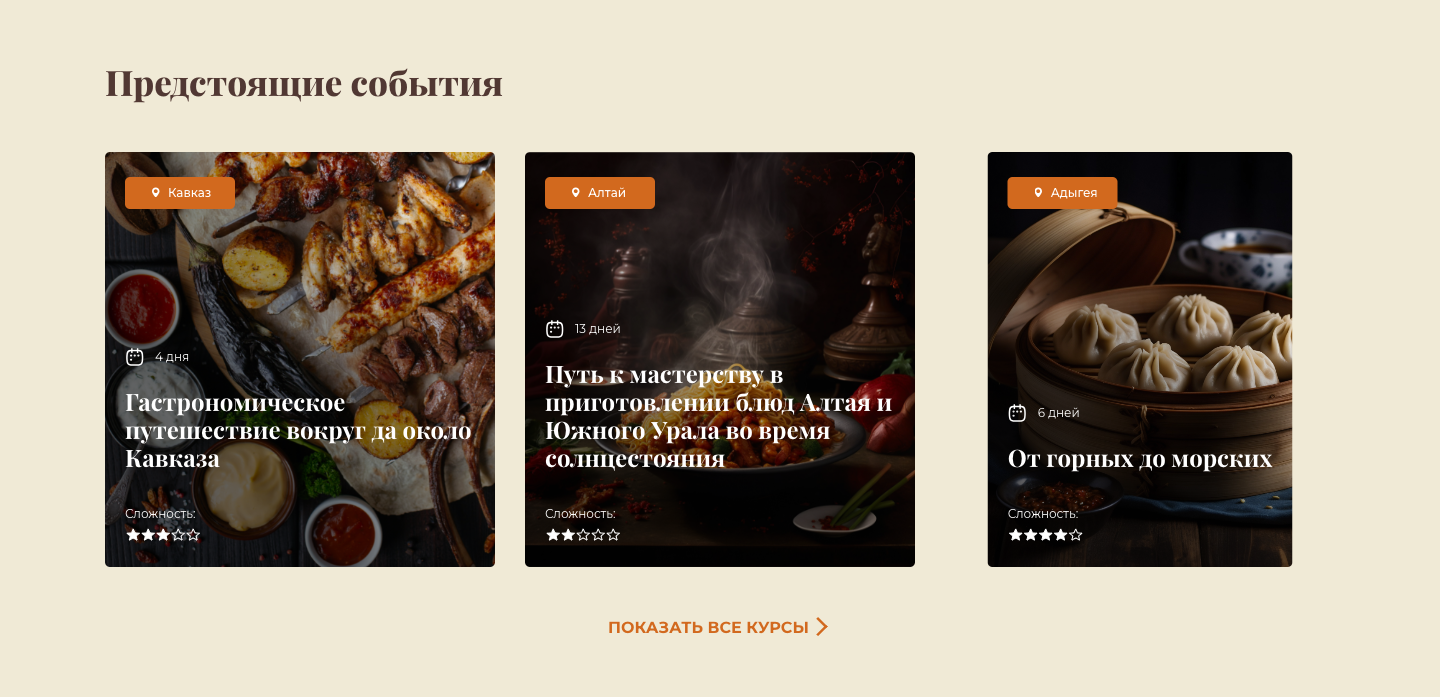 Предстоящие события
Кавказ
4 дня
Гастрономическое
путешествие вокруг да около
Кавказа
Сложность:
Алтай
13 дней
Путь к мастерству в
приготовлении блюд Алтая и
Южного Урала во время
солнцестояния
Сложность:
Адыгея
6 дней
От горных до морских
Сложность:
ПОКАЗАТЬ ВСЕ КУРСЫ